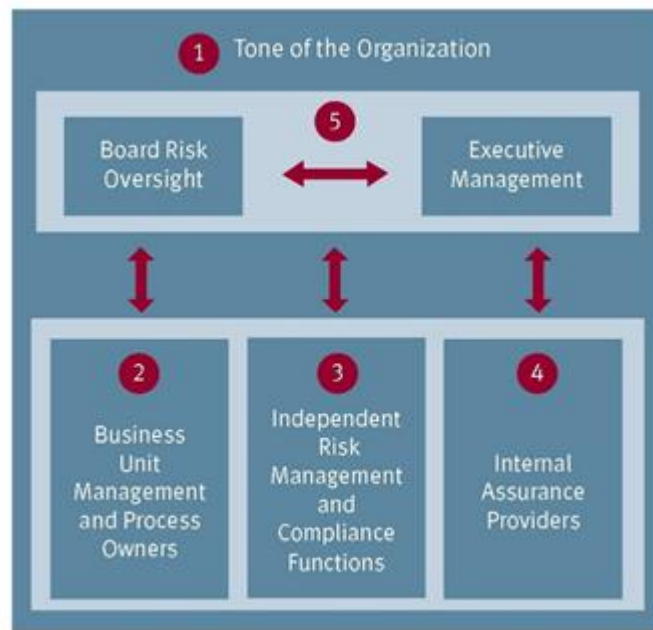 1 Tone of the Organization
5
Board Risk
Oversight
Executive
Management
2
Business
Unit
Management
and Process
Owners
3
Independent
Risk
Management
and
Compliance
Functions
4
Internal
Assurance
Providers